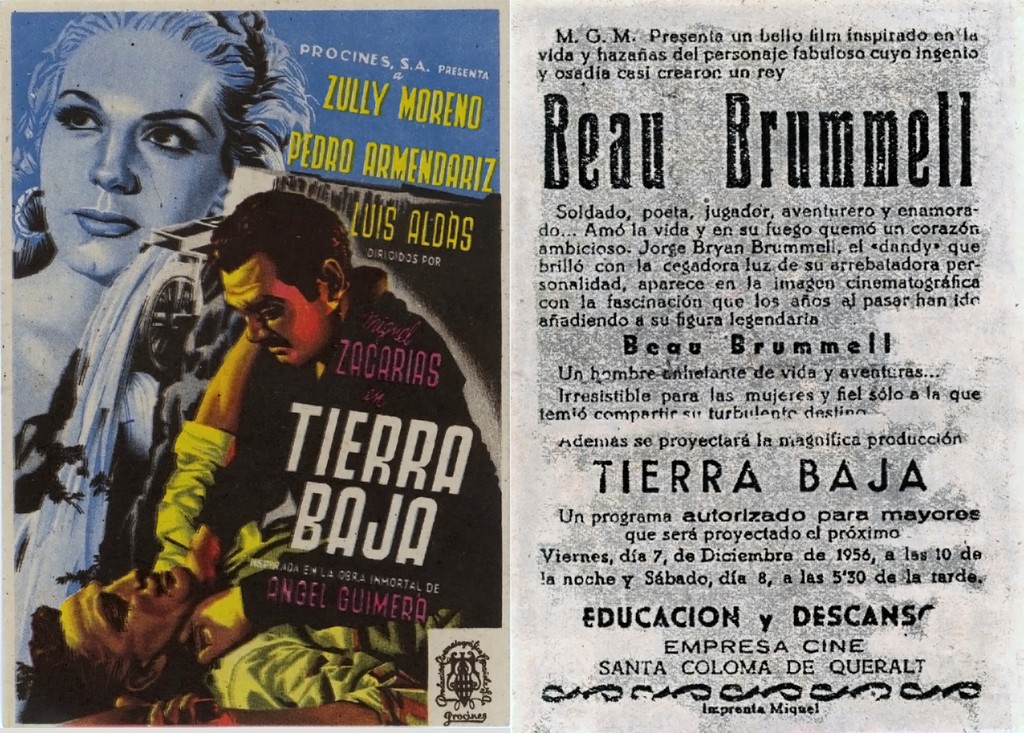 PROCINES, S.A. PRESENTA
a
ZULLY MORENO
PEDRO ARMENDARIZ
LUIS ALDÁS
DIRIGIDOS POR
Miguel
ZACARIAS
en
TIERRA
BAJA
INSPIRADA EN LA OBRA INMORTAL DE
ANGEL GUIMERÁ
Procines
M. G. M. Presenta un bello film inspirado en la
vida y hazañas del personaje fabuloso cuyo ingenio
y osadía casi crearon un rey
Beau Brummell
Soldado, poeta, jugador, aventurero y enamora-
do... Amó la vida y en su fuego quemó un corazón
ambicioso. Jorge Bryan Brummell, el «dandy» que
brilló con la cegadora luz de su arrebatadora per-
sonalidad, aparece en la imagen cinematográfica
con la fascinación que los años al pasar han ido
añadiendo a su figura legendaria
Beau Brummell
Un hombre anhelante de vida y aventuras...
Irresistible para las mujeres y fiel sólo a la que
temió compartir su turbulento destino
Además se proyectará la magnífica producción
TIERRA BAJA
Un programa autorizado para mayores
que será proyectado el próximo
Viernes, día 7, de Diciembre de 1956, a las 10 de
la noche y Sábado, día 8, a las 5'30 de la tarde.
EDUCACION y DESCANSO
EMPRESA CINE
SANTA COLOMA DE QUERALT
Imprenta Miquel